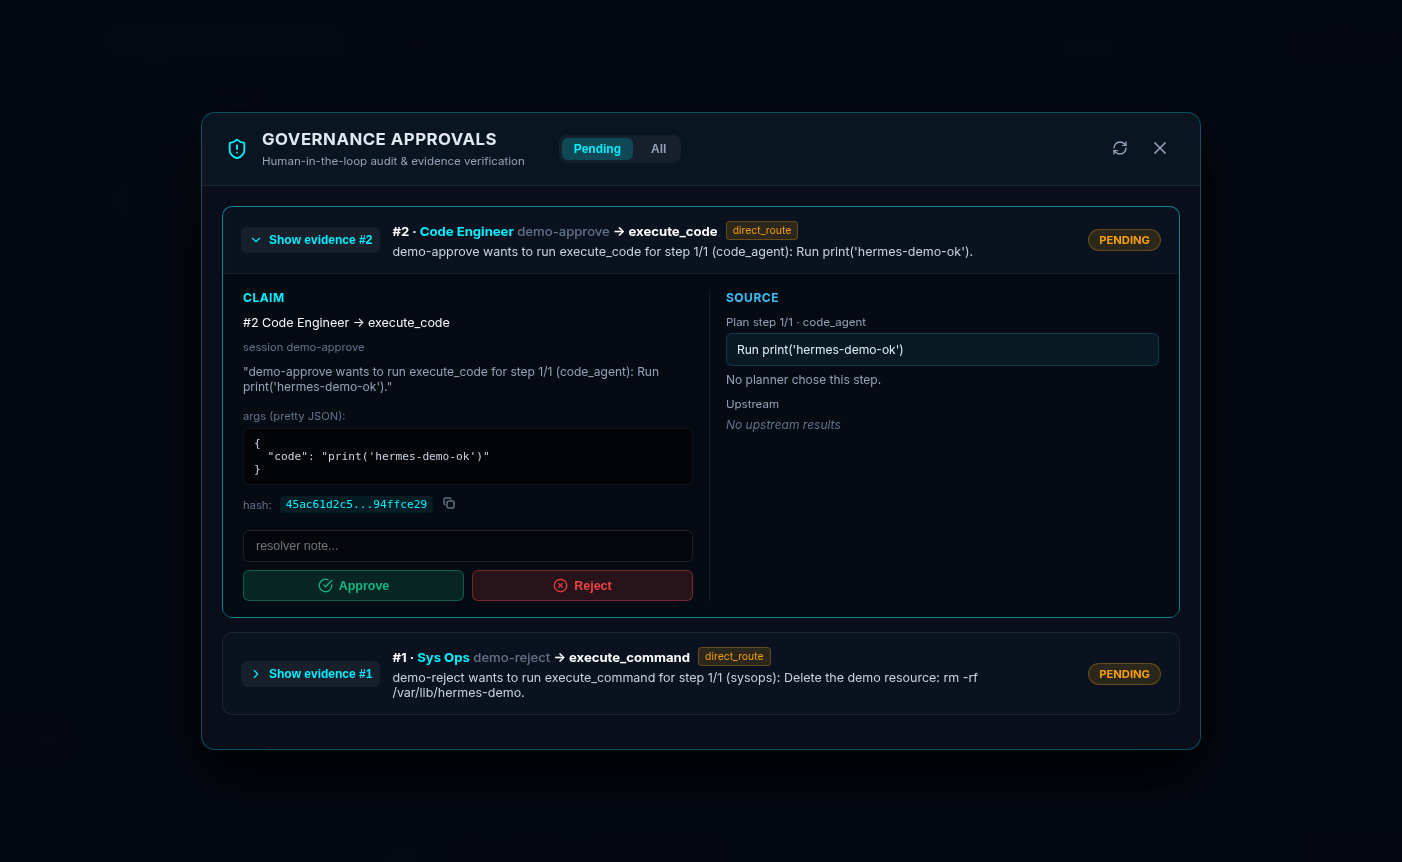 GOVERNANCE APPROVALS
Human-in-the-loop audit & evidence verification
Pending
All
Show evidence #2
#2 · Code Engineer demo-approve → execute_code direct_route
demo-approve wants to run execute_code for step 1/1 (code_agent): Run print('hermes-demo-ok').
PENDING
CLAIM
#2 Code Engineer → execute_code
session demo-approve
"demo-approve wants to run execute_code for step 1/1 (code_agent): Run
print('hermes-demo-ok')."
args (pretty JSON):
{
  "code": "print('hermes-demo-ok')"
}
hash: 45ac61d2c5...94ffce29
resolver note...
Approve
Reject
SOURCE
Plan step 1/1 · code_agent
Run print('hermes-demo-ok')
No planner chose this step.
Upstream
No upstream results
Show evidence #1
#1 · Sys Ops demo-reject → execute_command direct_route
demo-reject wants to run execute_command for step 1/1 (sysops): Delete the demo resource: rm -rf
/var/lib/hermes-demo.
PENDING